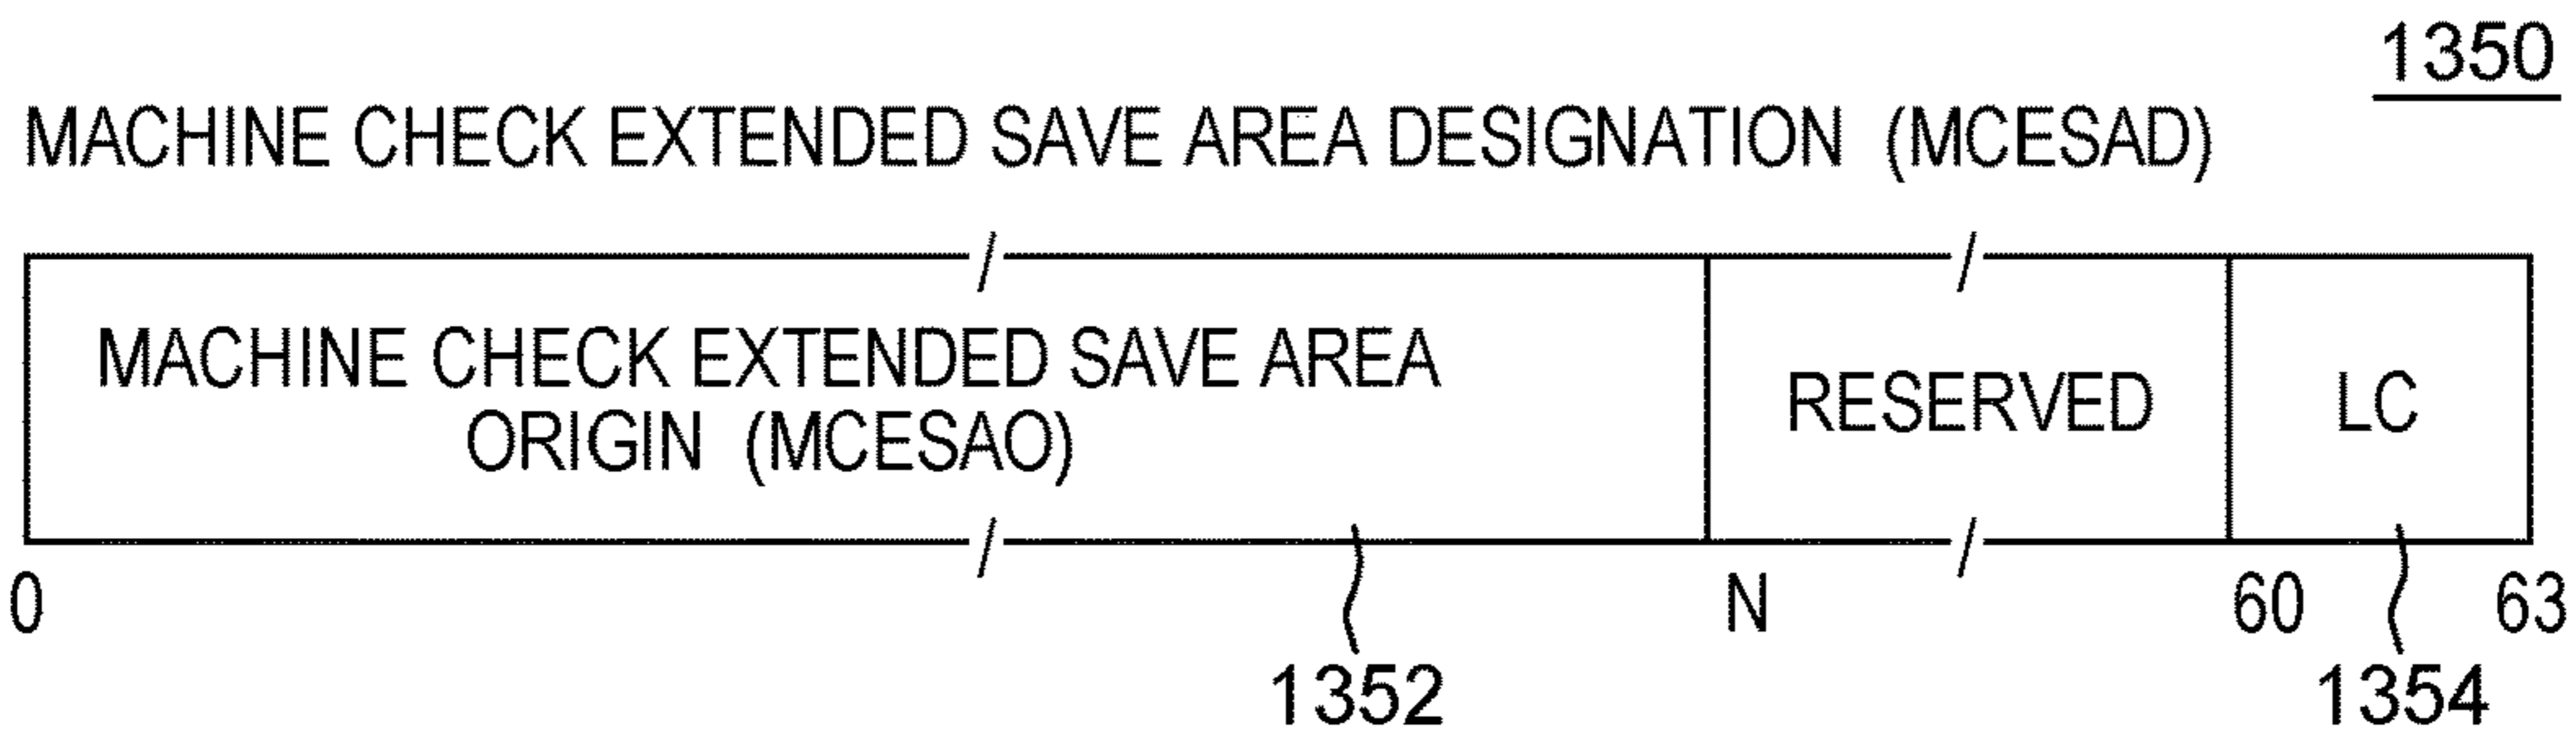 1350
MACHINE CHECK EXTENDED SAVE AREA DESIGNATION (MCESAD)
MACHINE CHECK EXTENDED SAVE AREA
ORIGIN (MCESAO)
RESERVED
LC
0
N
60
63
1352
1354